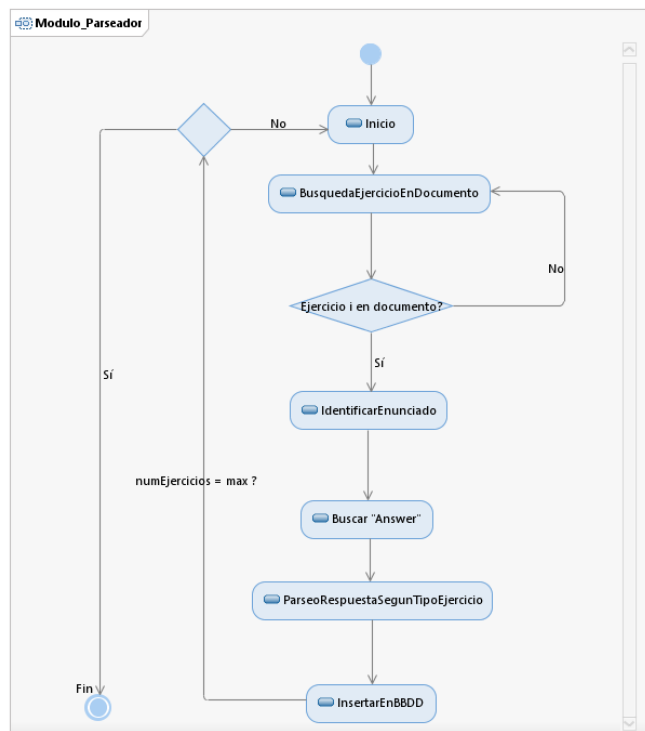 Modulo_Parseador
No
Inicio
BusquedaEjercicioEnDocumento
No
Ejercicio i en documento?
Sí
Sí
IdentificarEnunciado
numEjercicios = max ?
Buscar "Answer"
ParseoRespuestaSegunTipoEjercicio
Fin
InsertarEnBBDD